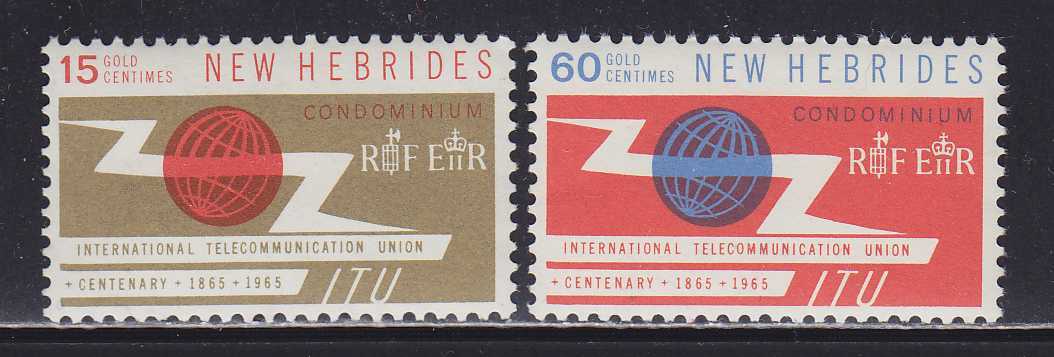 15 GOLD CENTIMES NEW HEBRIDES
CONDOMINIUM
RF EIIR
INTERNATIONAL TELECOMMUNICATION UNION
+ CENTENARY + 1865 + 1965 ITU
60 GOLD CENTIMES NEW HEBRIDES
CONDOMINIUM
RF EIIR
INTERNATIONAL TELECOMMUNICATION UNION
+ CENTENARY + 1865 + 1965 ITU